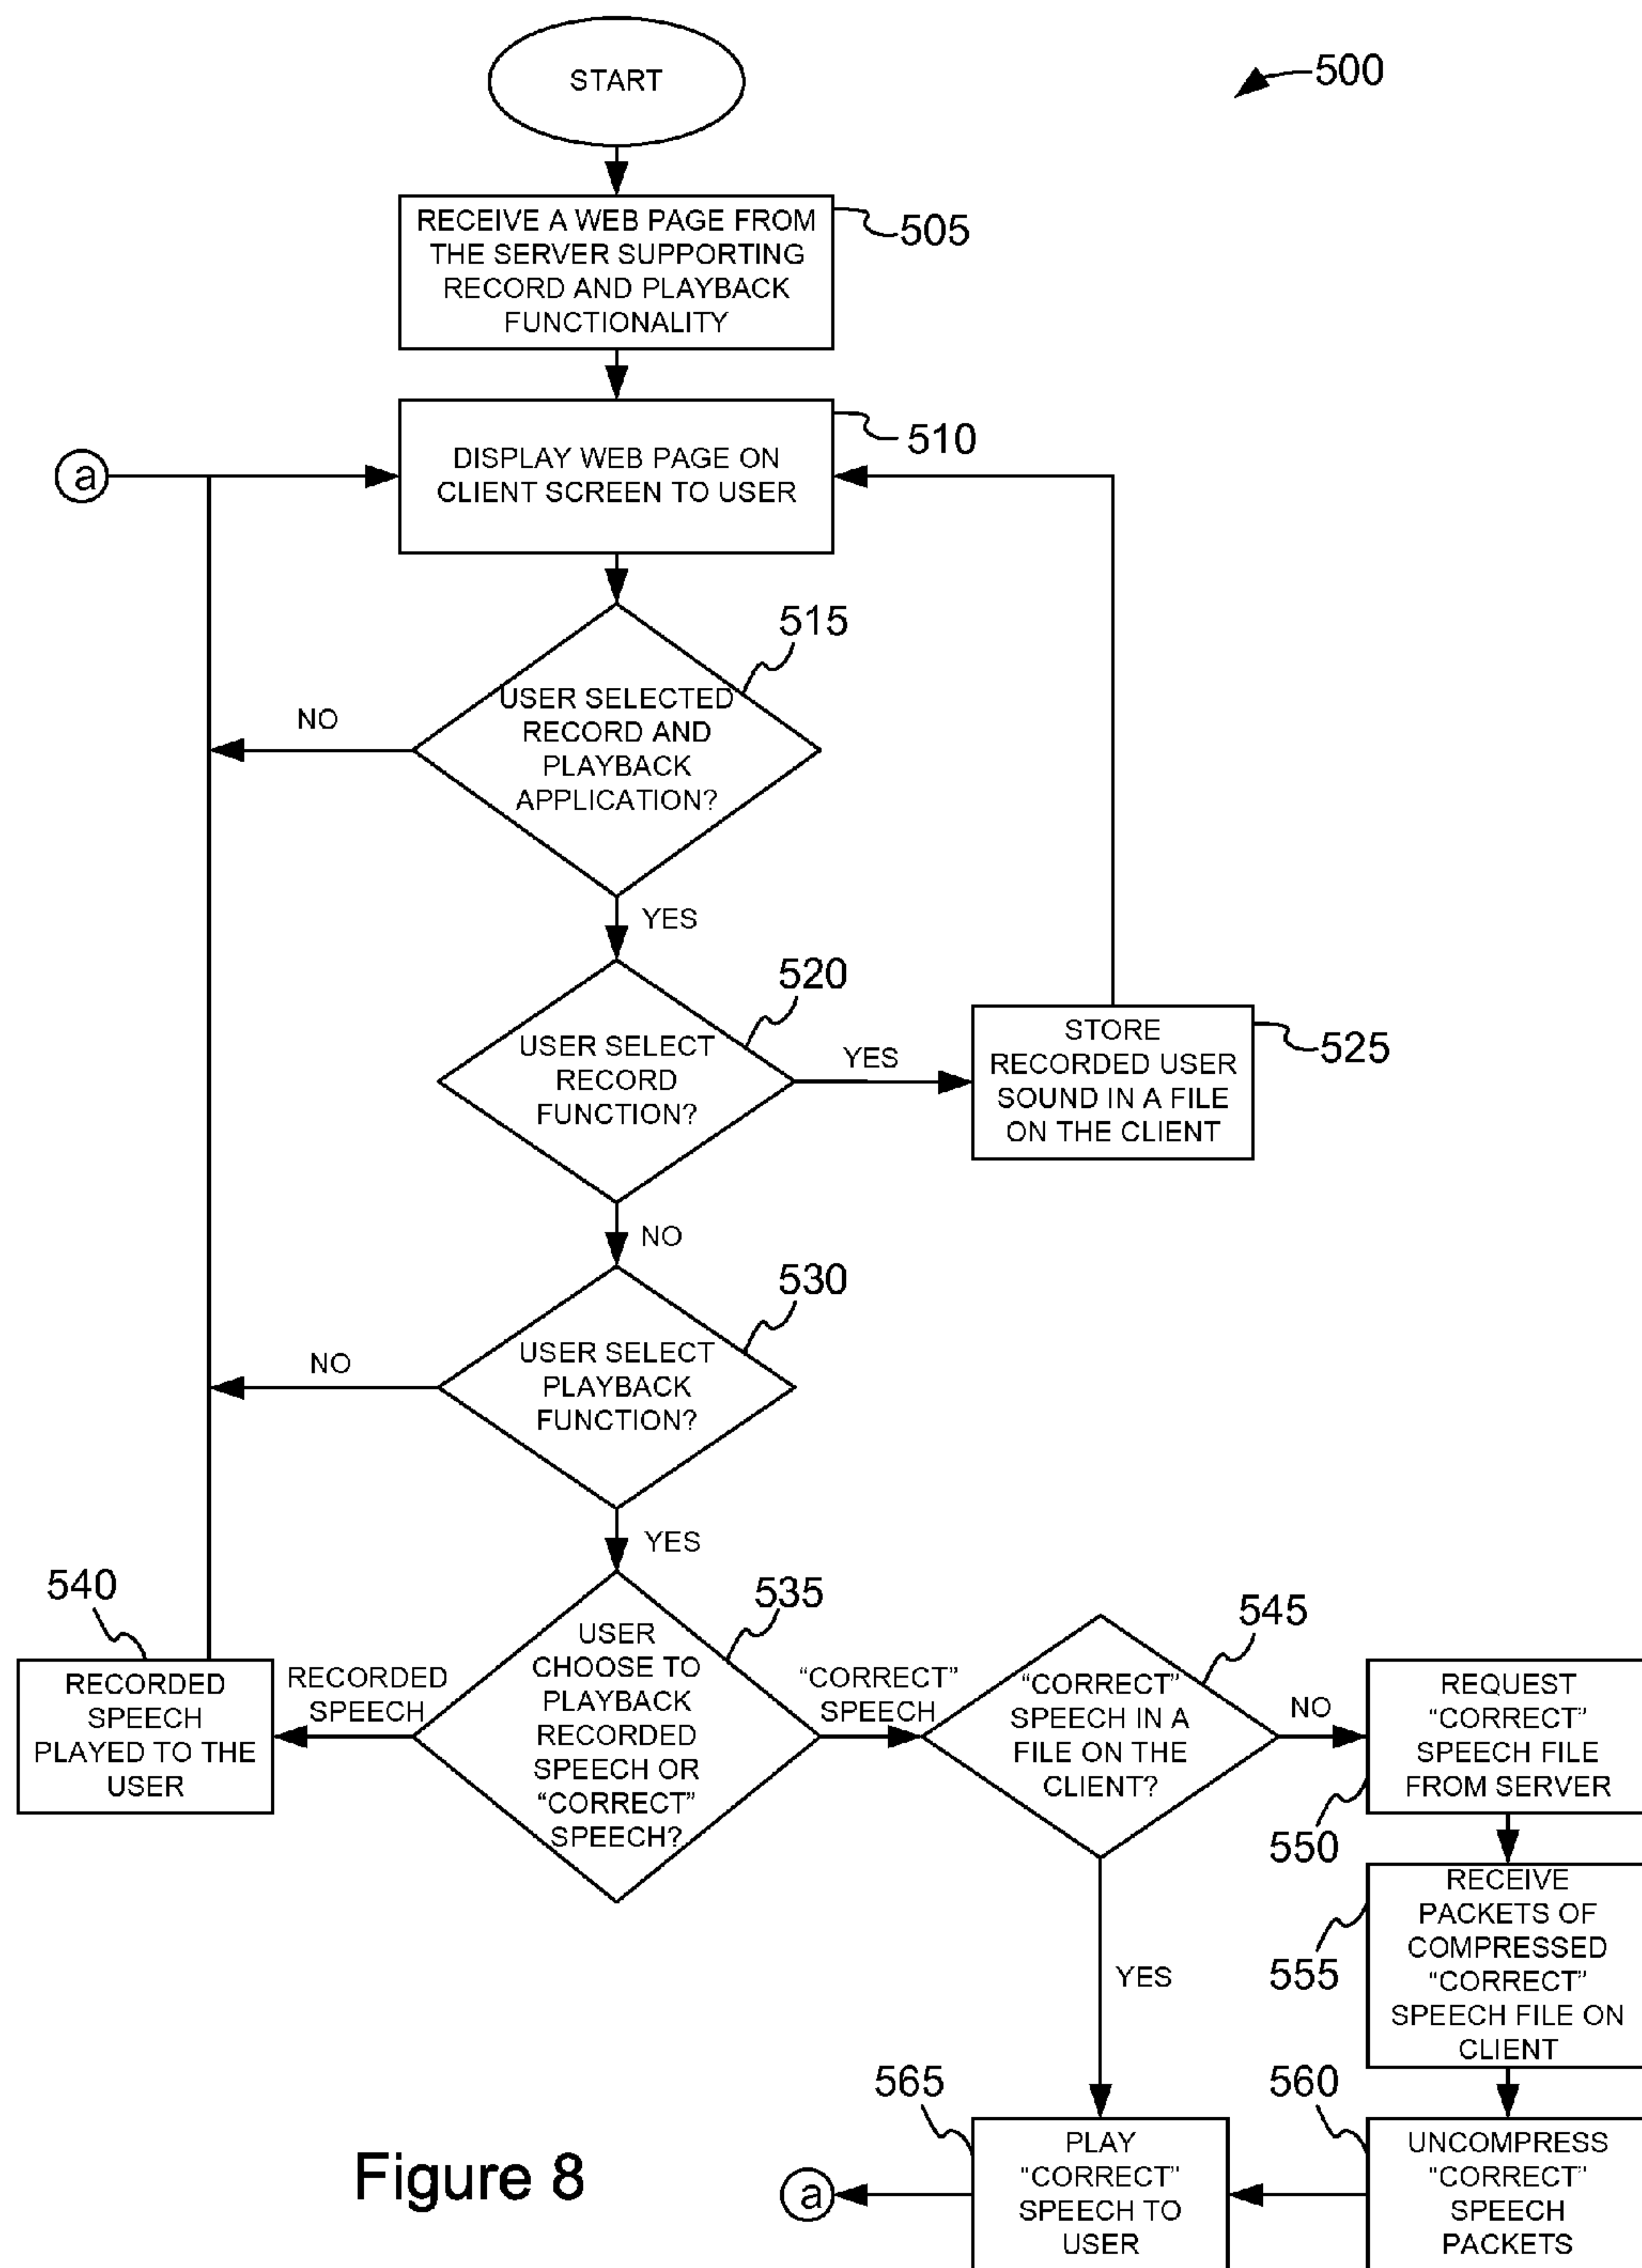 START
500
RECEIVE A WEB PAGE FROM
THE SERVER SUPPORTING
RECORD AND PLAYBACK
FUNCTIONALITY
505
DISPLAY WEB PAGE ON
CLIENT SCREEN TO USER
510
a
USER SELECTED
RECORD AND
PLAYBACK
APPLICATION?
515
NO
YES
USER SELECT
RECORD
FUNCTION?
520
YES
STORE
RECORDED USER
SOUND IN A FILE
ON THE CLIENT
525
NO
USER SELECT
PLAYBACK
FUNCTION?
530
NO
YES
USER
CHOOSE TO
PLAYBACK
RECORDED
SPEECH OR
“CORRECT”
SPEECH?
535
RECORDED
SPEECH
540
RECORDED
SPEECH
PLAYED TO THE
USER
“CORRECT”
SPEECH
“CORRECT”
SPEECH IN A
FILE ON THE
CLIENT?
545
NO
REQUEST
“CORRECT”
SPEECH FILE
FROM SERVER
550
RECEIVE
PACKETS OF
COMPRESSED
“CORRECT”
SPEECH FILE ON
CLIENT
555
YES
UNCOMPRESS
“CORRECT”
SPEECH
PACKETS
560
PLAY
“CORRECT”
SPEECH TO
USER
565
a
Figure 8